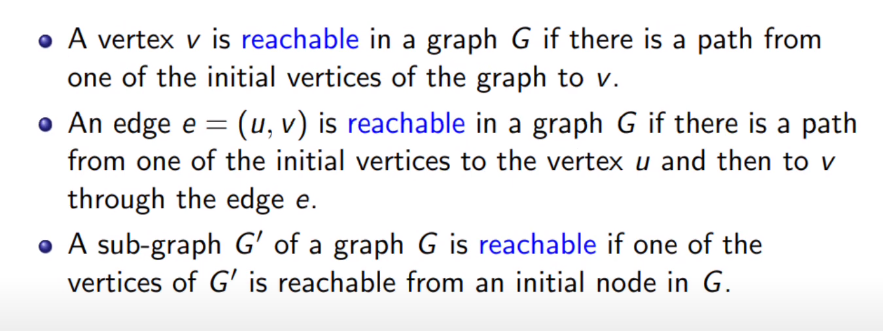 A vertex v is reachable in a graph G if there is a path from
one of the initial vertices of the graph to v.
An edge e = (u, v) is reachable in a graph G if there is a path
from one of the initial vertices to the vertex u and then to v
through the edge e.
A sub-graph G′ of a graph G is reachable if one of the
vertices of G′ is reachable from an initial node in G.